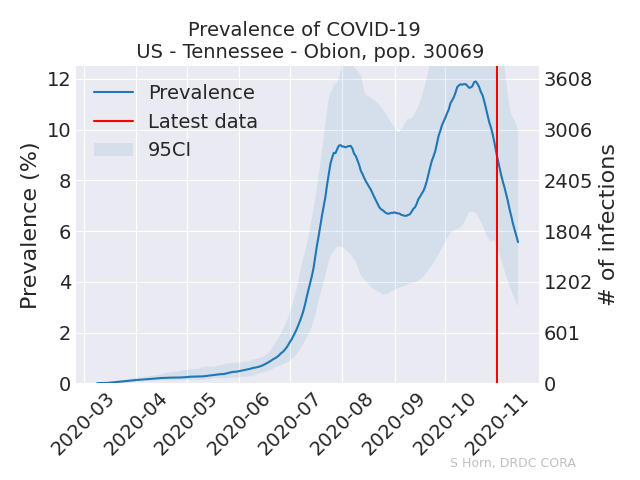 Prevalence of COVID-19
US - Tennessee - Obion, pop. 30069
Prevalence
Latest data
95CI
Prevalence (%)
12
10
8
6
4
2
0
3608
3006
2405
1804
1202
601
0
# of infections
2020-03
2020-04
2020-05
2020-06
2020-07
2020-08
2020-09
2020-10
2020-11
S Horn, DRDC CORA